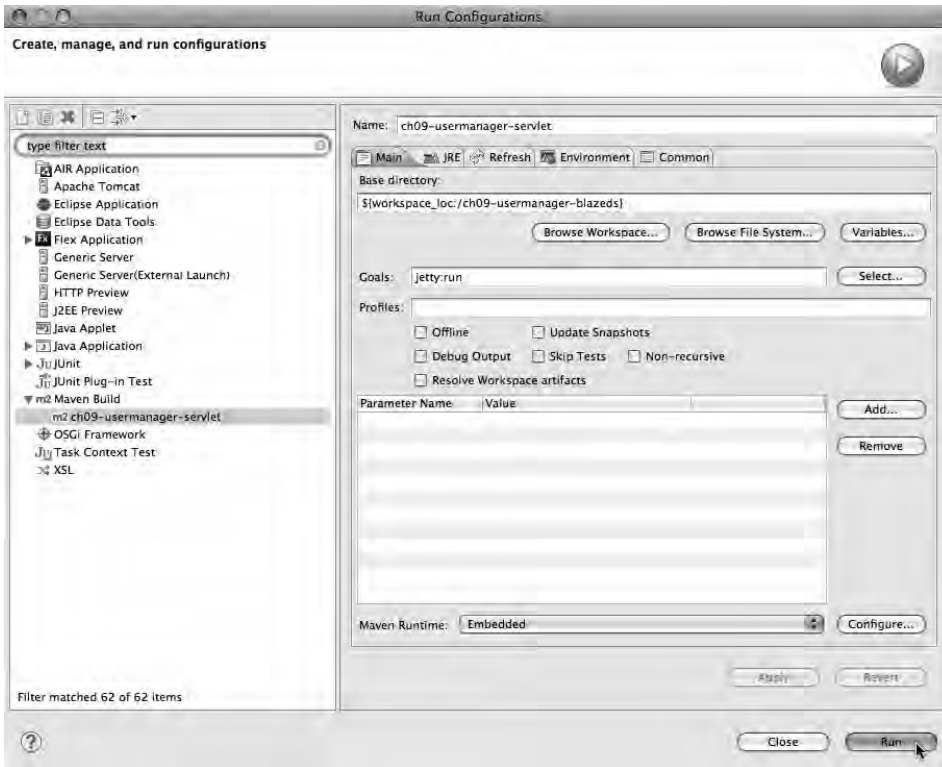 Run Configurations
Create, manage, and run configurations
type filter text
AIR Application
Apache Tomcat
Eclipse Application
Eclipse Data Tools
Flex Application
Generic Server
Generic Server(External Launch)
HTTP Preview
J2EE Preview
Java Applet
Java Application
Ju JUnit
JUnit Plug-in Test
m2 Maven Build
m2 ch09-usermanager-servlet
OSGi Framework
Ju Task Context Test
XSL
Filter matched 62 of 62 items
Name: ch09-usermanager-servlet
Main JRE Refresh Environment Common
Base directory:
${workspace_loc:/ch09-usermanager-blazeds}
Browse Workspace... Browse File System... Variables...
Goals: jetty:run Select...
Profiles:
Offline Update Snapshots
Debug Output Skip Tests Non-recursive
Resolve Workspace artifacts
Parameter Name Value Add...
Remove
Maven Runtime: Embedded Configure...
Apply Revert
? Close Run